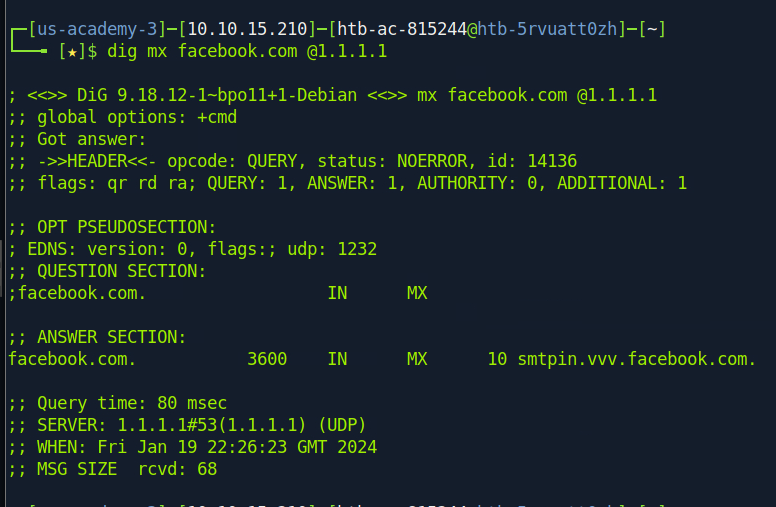 ┌─[us-academy-3]─[10.10.15.210]─[htb-ac-815244@htb-5rvuatt0zh]─[~]
└──╼ [★]$ dig mx facebook.com @1.1.1.1
; <<>> DiG 9.18.12-1~bpo11+1-Debian <<>> mx facebook.com @1.1.1.1
;; global options: +cmd
;; Got answer:
;; ->>HEADER<<- opcode: QUERY, status: NOERROR, id: 14136
;; flags: qr rd ra; QUERY: 1, ANSWER: 1, AUTHORITY: 0, ADDITIONAL: 1
;; OPT PSEUDOSECTION:
; EDNS: version: 0, flags:; udp: 1232
;; QUESTION SECTION:
;facebook.com. IN MX
;; ANSWER SECTION:
facebook.com. 3600 IN MX 10 smtpin.vvv.facebook.com.
;; Query time: 80 msec
;; SERVER: 1.1.1.1#53(1.1.1.1) (UDP)
;; WHEN: Fri Jan 19 22:26:23 GMT 2024
;; MSG SIZE rcvd: 68